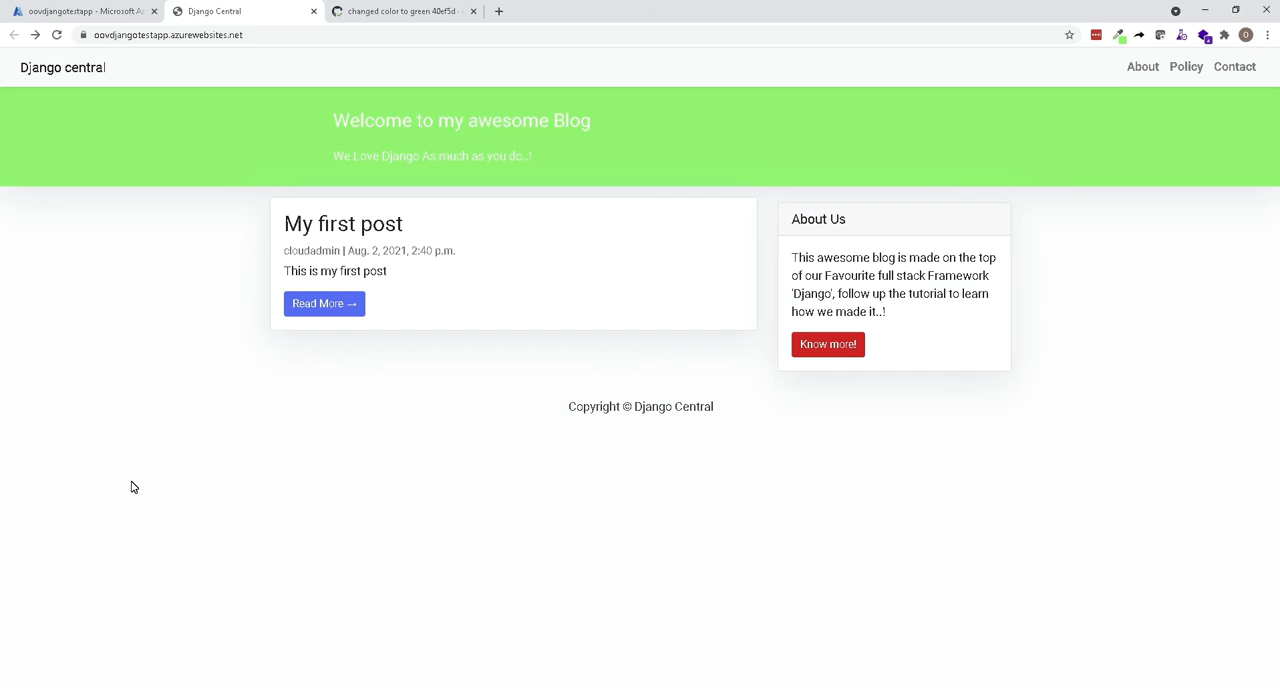 oovdjangotestapp - Microsoft Az
Django Central
changed color to green 40ef5d
oovdjangotestapp.azurewebsites.net
Django central
About Policy Contact
Welcome to my awesome Blog
We Love Django As much as you do..!
My first post
cloudadmin | Aug. 2, 2021, 2:40 p.m.
This is my first post
Read More →
About Us
This awesome blog is made on the top
of our Favourite full stack Framework
'Django', follow up the tutorial to learn
how we made it..!
Know more!
Copyright © Django Central